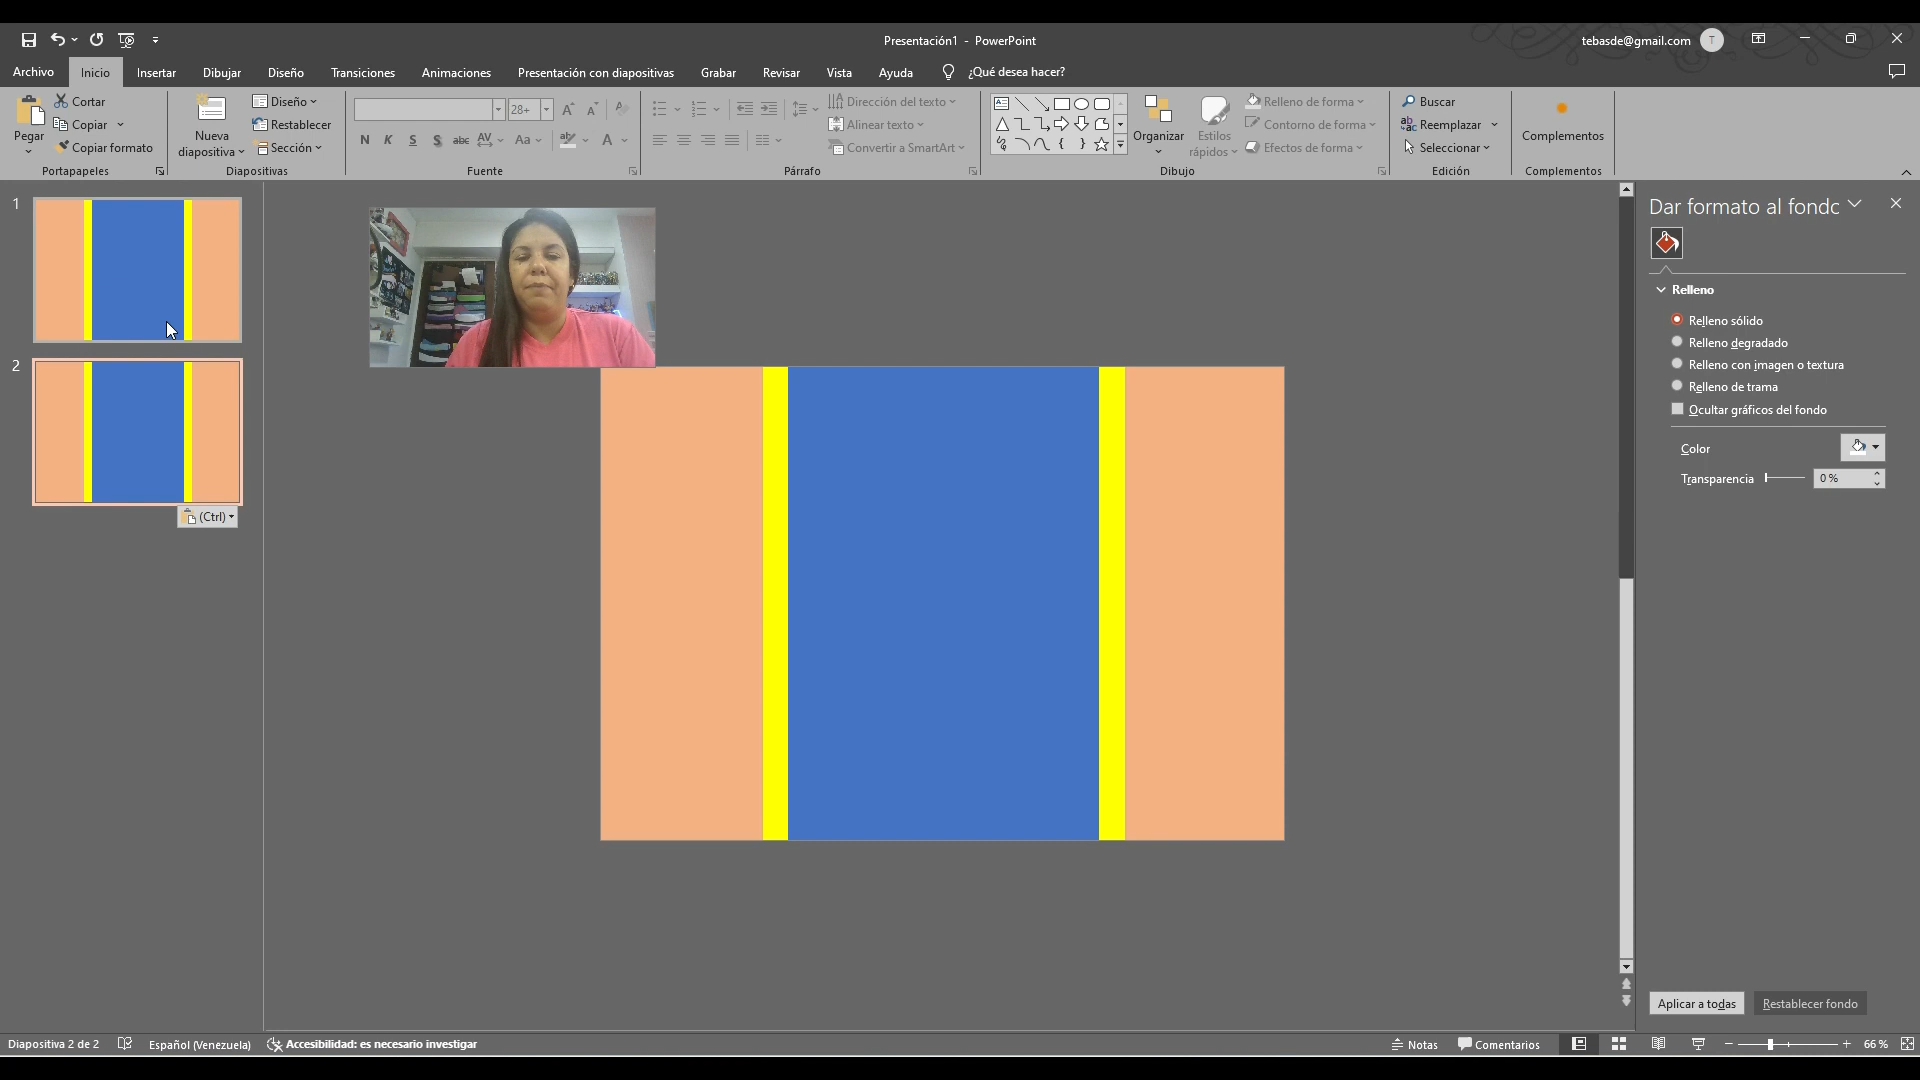 Presentación1 - PowerPoint
tebasde@gmail.com
T
Archivo
Inicio
Insertar
Dibujar
Diseño
Transiciones
Animaciones
Presentación con diapositivas
Grabar
Revisar
Vista
Ayuda
¿Qué desea hacer?
Pegar
Cortar
Copiar
Copiar formato
Portapapeles
Nueva
diapositiva
Diseño
Restablecer
Sección
Diapositivas
28+
N K S S abc AV Aa A
Fuente
Dirección del texto
Alinear texto
Convertir a SmartArt
Párrafo
Organizar
Estilos
rápidos
Relleno de forma
Contorno de forma
Efectos de forma
Dibujo
Buscar
Reemplazar
Seleccionar
Edición
Complementos
Complementos
1
2
(Ctrl)
Dar formato al fondo
Relleno
Relleno sólido
Relleno degradado
Relleno con imagen o textura
Relleno de trama
Ocultar gráficos del fondo
Color
Transparencia
0 %
Aplicar a todas
Restablecer fondo
Diapositiva 2 de 2
Español (Venezuela)
Accesibilidad: es necesario investigar
Notas
Comentarios
66 %